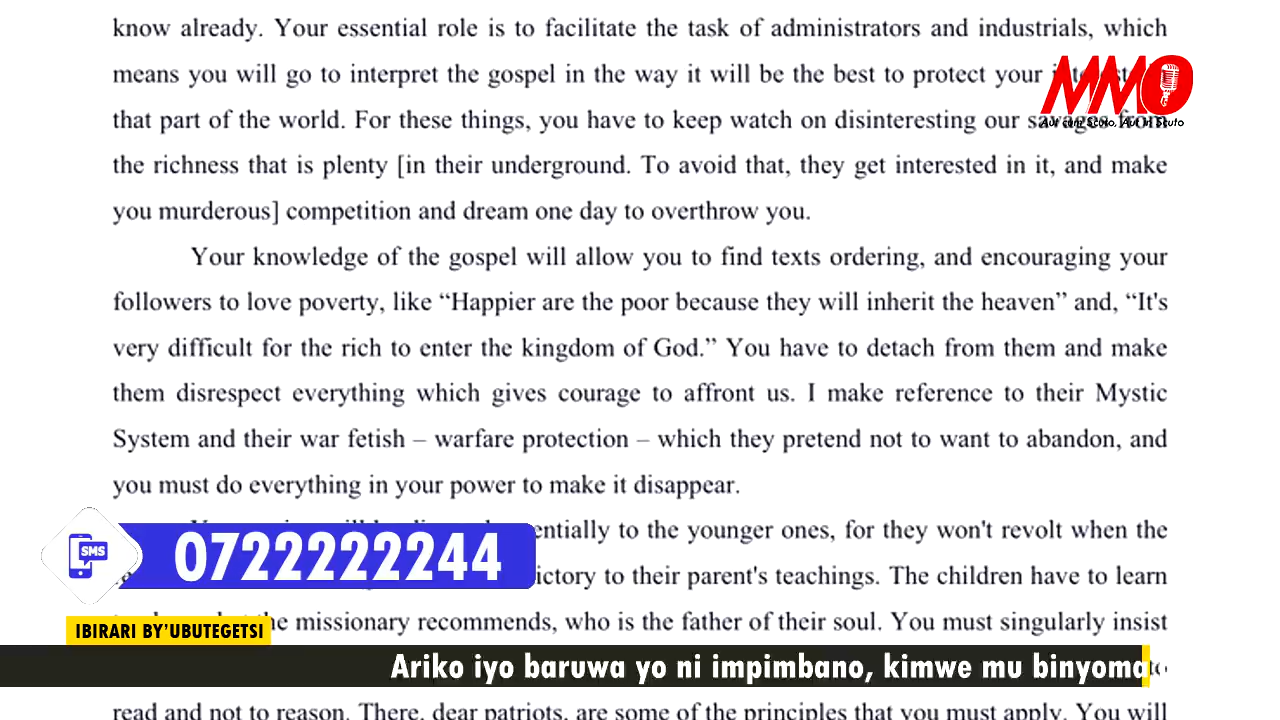 know already. Your essential role is to facilitate the task of administrators and industrials, which
means you will go to interpret the gospel in the way it will be the best to protect your
that part of the world. For these things, you have to keep watch on disinteresting our savages from
the richness that is plenty [in their underground. To avoid that, they get interested in it, and make
you murderous] competition and dream one day to overthrow you.
Your knowledge of the gospel will allow you to find texts ordering, and encouraging your
followers to love poverty, like “Happier are the poor because they will inherit the heaven” and, “It's
very difficult for the rich to enter the kingdom of God.” You have to detach from them and make
them disrespect everything which gives courage to affront us. I make reference to their Mystic
System and their war fetish – warfare protection – which they pretend not to want to abandon, and
you must do everything in your power to make it disappear.
to the younger ones, for they won't revolt when the
to their parent's teachings. The children have to learn
missionary recommends, who is the father of their soul. You must singularly insist
read and not to reason. There, dear patriots, are some of the principles that you must apply. You will
MMO
Aut cum Scuto, Aut in Scuto
SMS
0722222244
IBIRARI BY'UBUTEGETSI
Ariko iyo baruwa yo ni impimbano, kimwe mu binyoma